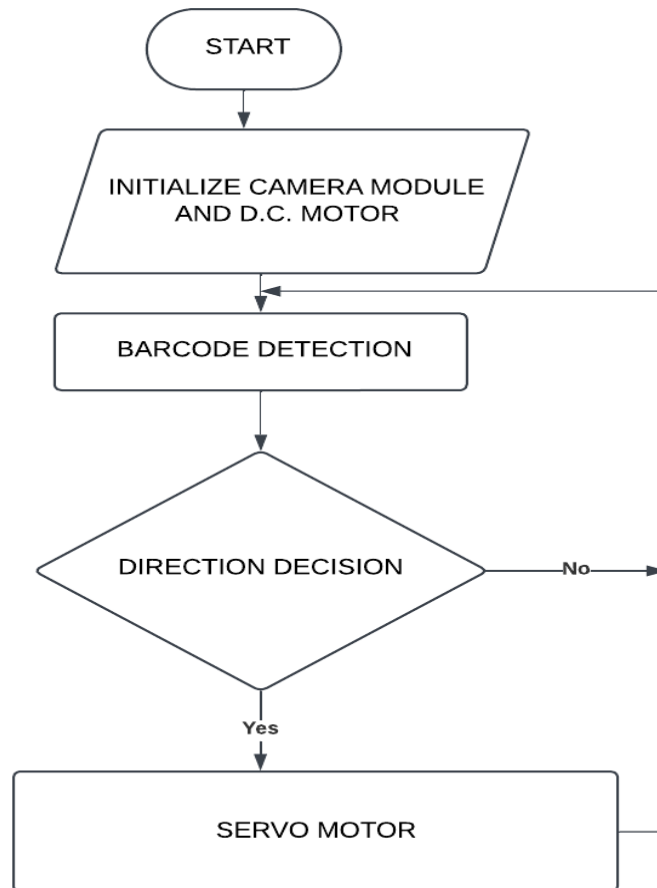 START
INITIALIZE CAMERA MODULE
AND D.C. MOTOR
BARCODE DETECTION
DIRECTION DECISION
No
Yes
SERVO MOTOR